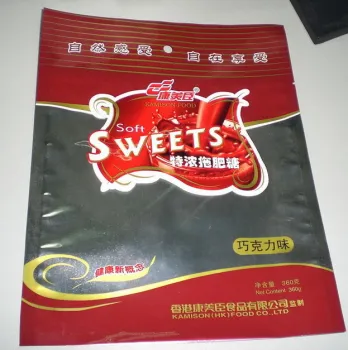 自然感受 自在享受
康美臣
KAMISON FOOD
Soft
SWEETS
特浓拖肥糖
巧克力味
健康新概念
净含量 360克
Net Content 360g
香港康美臣食品有限公司监制
KAMISON(HK)FOOD CO.,LTD